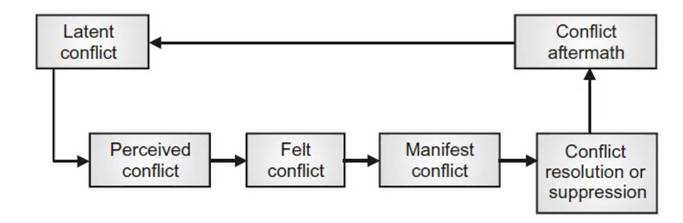 Latent
conflict
Conflict
aftermath
Perceived
conflict
Felt
conflict
Manifest
conflict
Conflict
resolution or
suppression